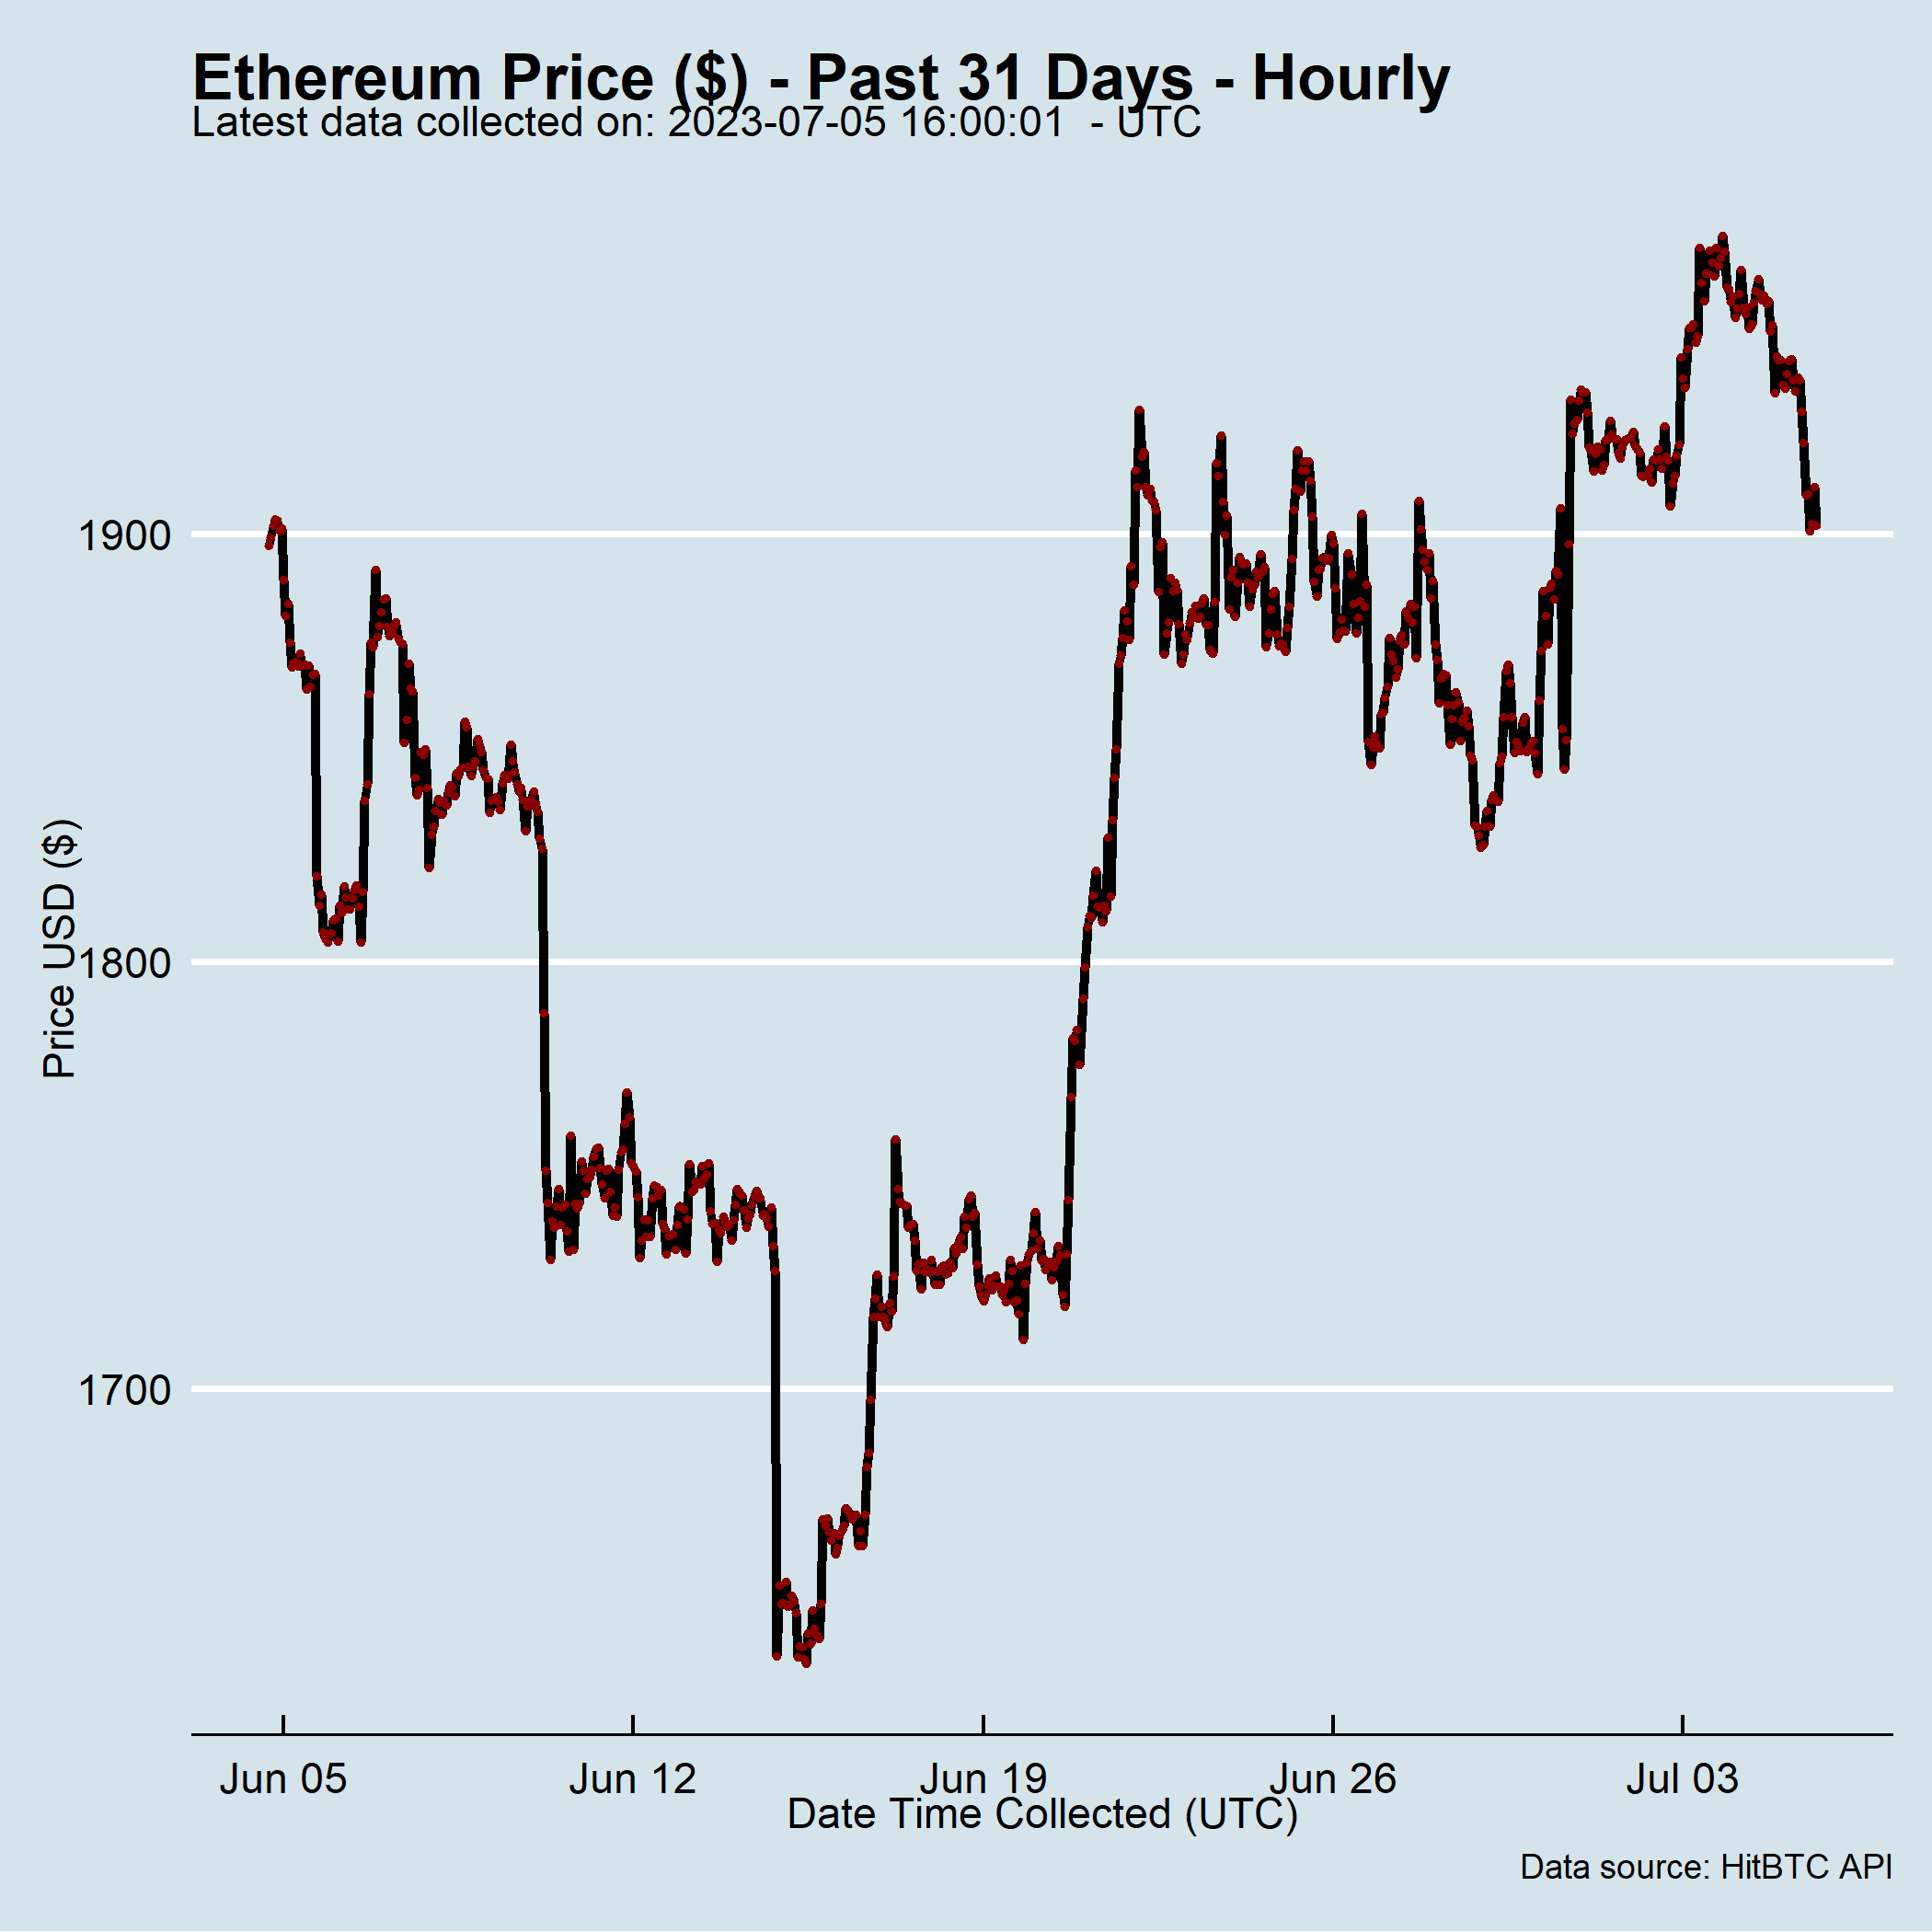 Ethereum Price ($) - Past 31 Days - Hourly
Latest data collected on: 2023-07-05 16:00:01  - UTC
Price USD ($)
1900
1800
1700
Jun 05
Jun 12
Jun 19
Jun 26
Jul 03
Date Time Collected (UTC)
Data source: HitBTC API